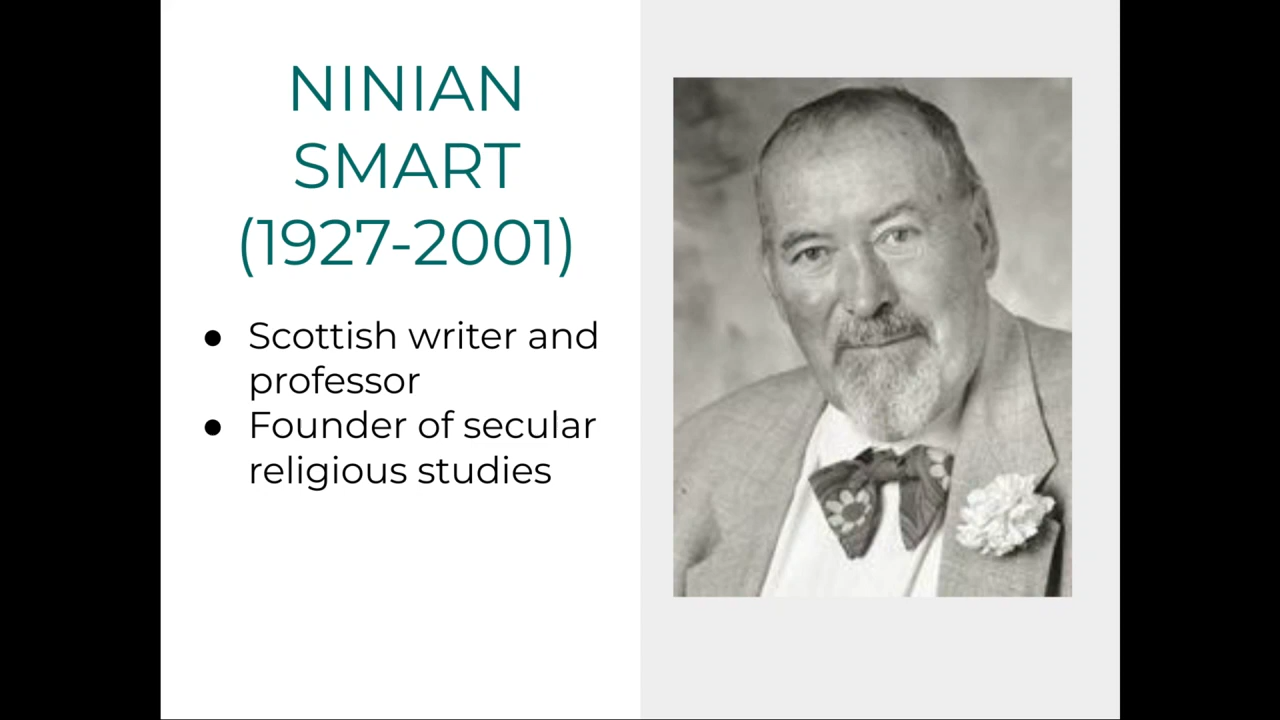 NINIAN
SMART
(1927-2001)
● Scottish writer and
professor
● Founder of secular
religious studies